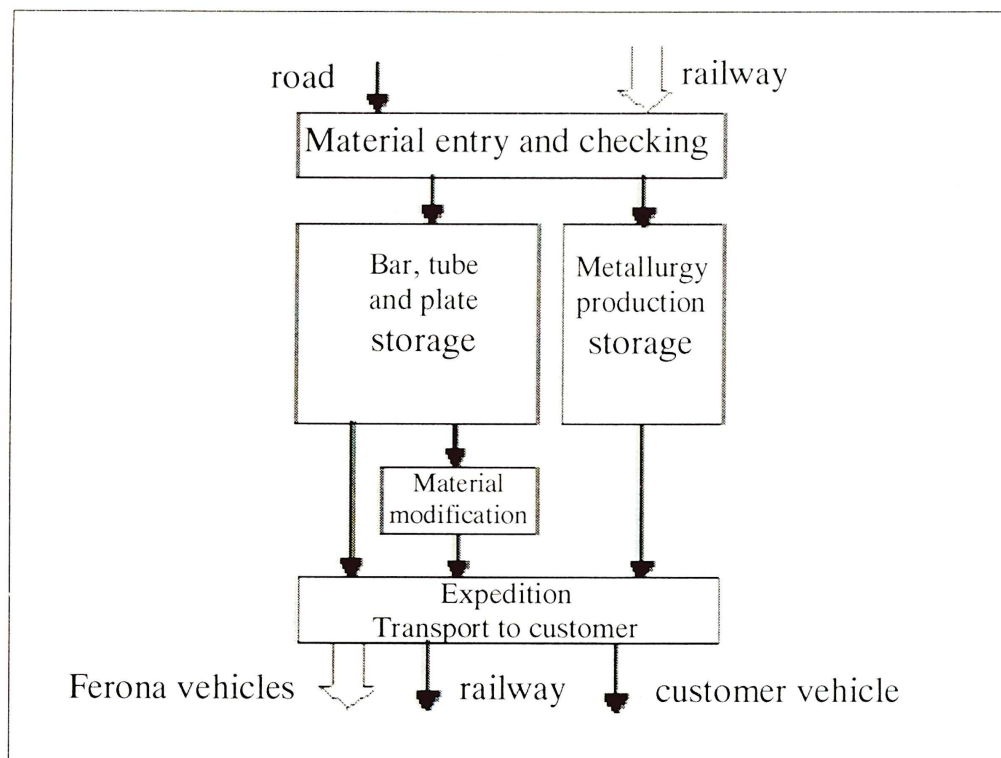 road
railway
Material entry and checking
Bar, tube
and plate
storage
Metallurgy
production
storage
Material
modification
Expedition
Transport to customer
Ferona vehicles
railway
customer vehicle